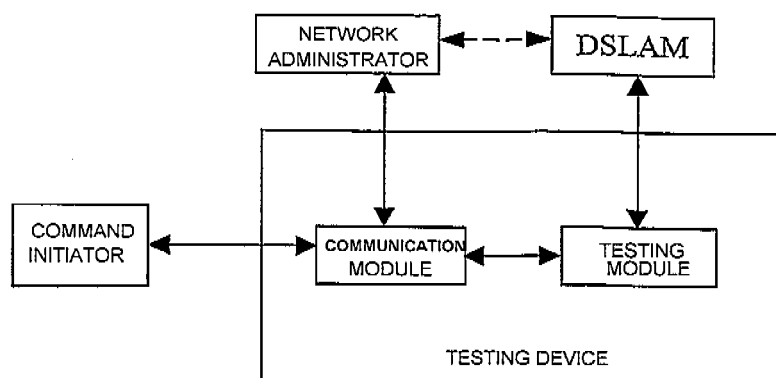 NETWORK
ADMINISTRATOR
DSLAM
COMMAND
INITIATOR
COMMUNICATION
MODULE
TESTING
MODULE
TESTING DEVICE